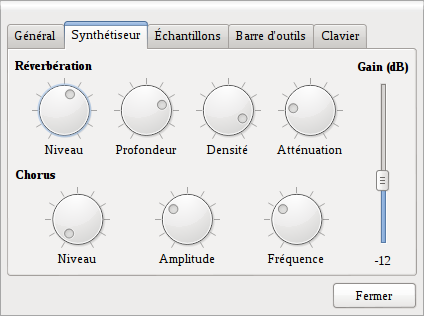 Général Synthétiseur Échantillons Barre d'outils Clavier
Réverbération Gain (dB)
Niveau Profondeur Densité Atténuation
Chorus
Niveau Amplitude Fréquence
-12
Fermer